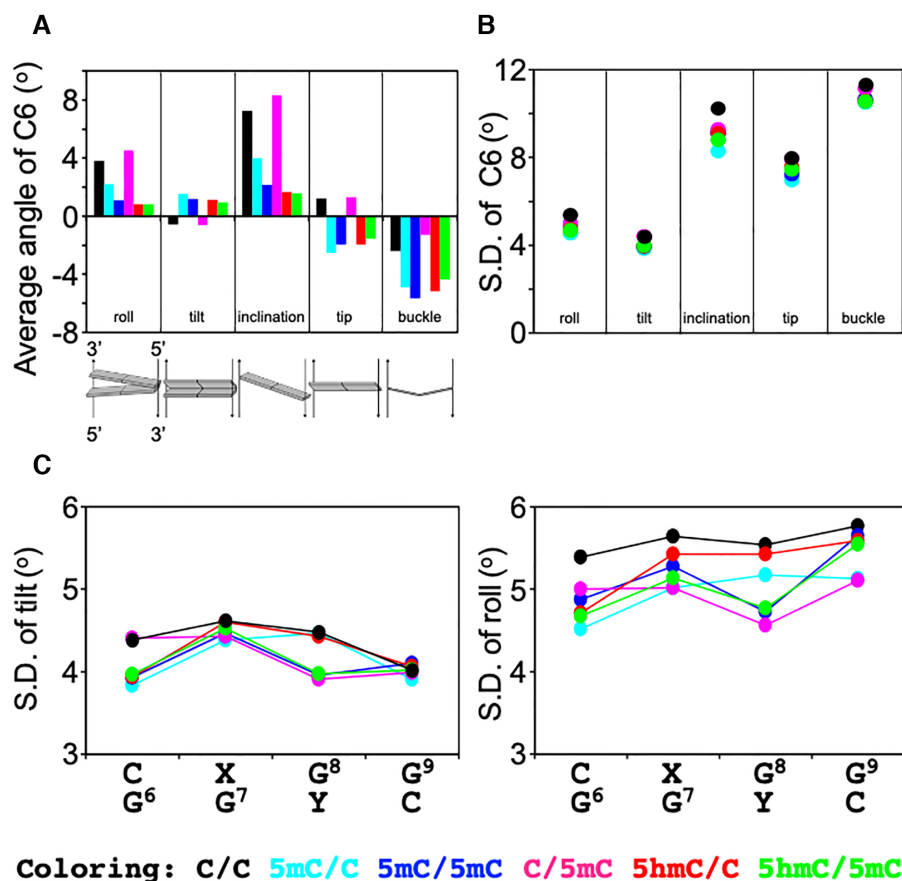 A
Average angle of C6 (o)
8
4
0
-4
-8
roll tilt inclination tip buckle
3’ 5’
5’ 3’
B
S.D. of C6 (o)
12
8
4
0
roll tilt inclination tip buckle
C
S.D. of tilt (o)
6
5
4
3
C X G8 G9
G6 G7 Y C
S.D. of roll (o)
6
5
4
3
C X G8 G9
G6 G7 Y C
Coloring: C/C 5mC/C 5mC/5mC C/5mC 5hmC/C 5hmC/5mC